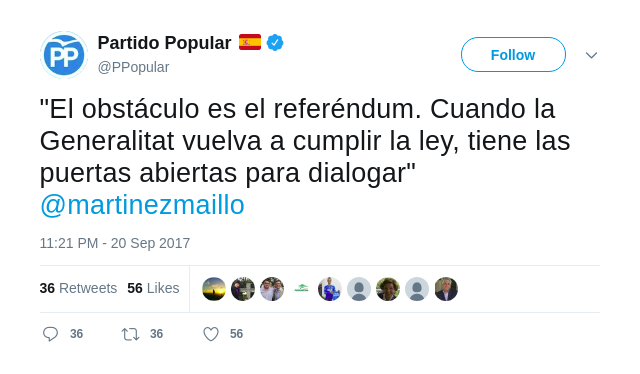 PP
Partido Popular
@PPopular
Follow
"El obstáculo es el referéndum. Cuando la
Generalitat vuelva a cumplir la ley, tiene las
puertas abiertas para dialogar"
@martinezmaillo
11:21 PM - 20 Sep 2017
36 Retweets 56 Likes
36 36 56